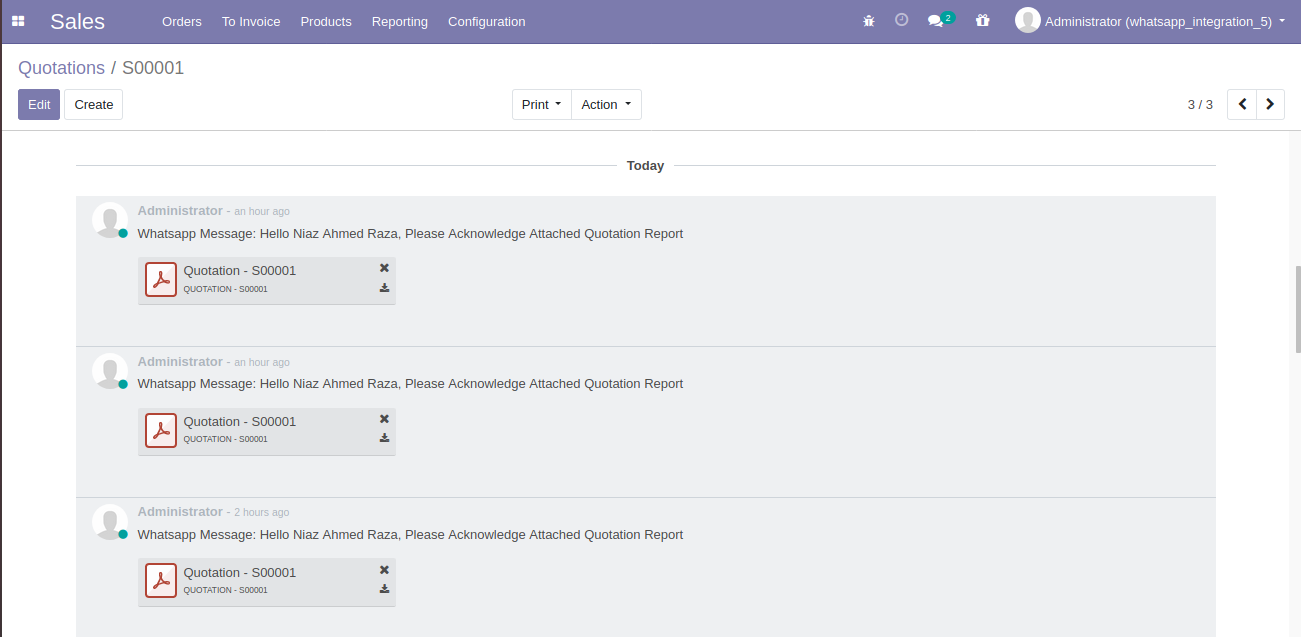 Sales Orders To Invoice Products Reporting Configuration 2 Administrator (whatsapp_integration_5)
Quotations / S00001
Edit Create Print Action 3 / 3
Today
Administrator - an hour ago
Whatsapp Message: Hello Niaz Ahmed Raza, Please Acknowledge Attached Quotation Report
Quotation - S00001
QUOTATION - S00001
Administrator - an hour ago
Whatsapp Message: Hello Niaz Ahmed Raza, Please Acknowledge Attached Quotation Report
Quotation - S00001
QUOTATION - S00001
Administrator - 2 hours ago
Whatsapp Message: Hello Niaz Ahmed Raza, Please Acknowledge Attached Quotation Report
Quotation - S00001
QUOTATION - S00001